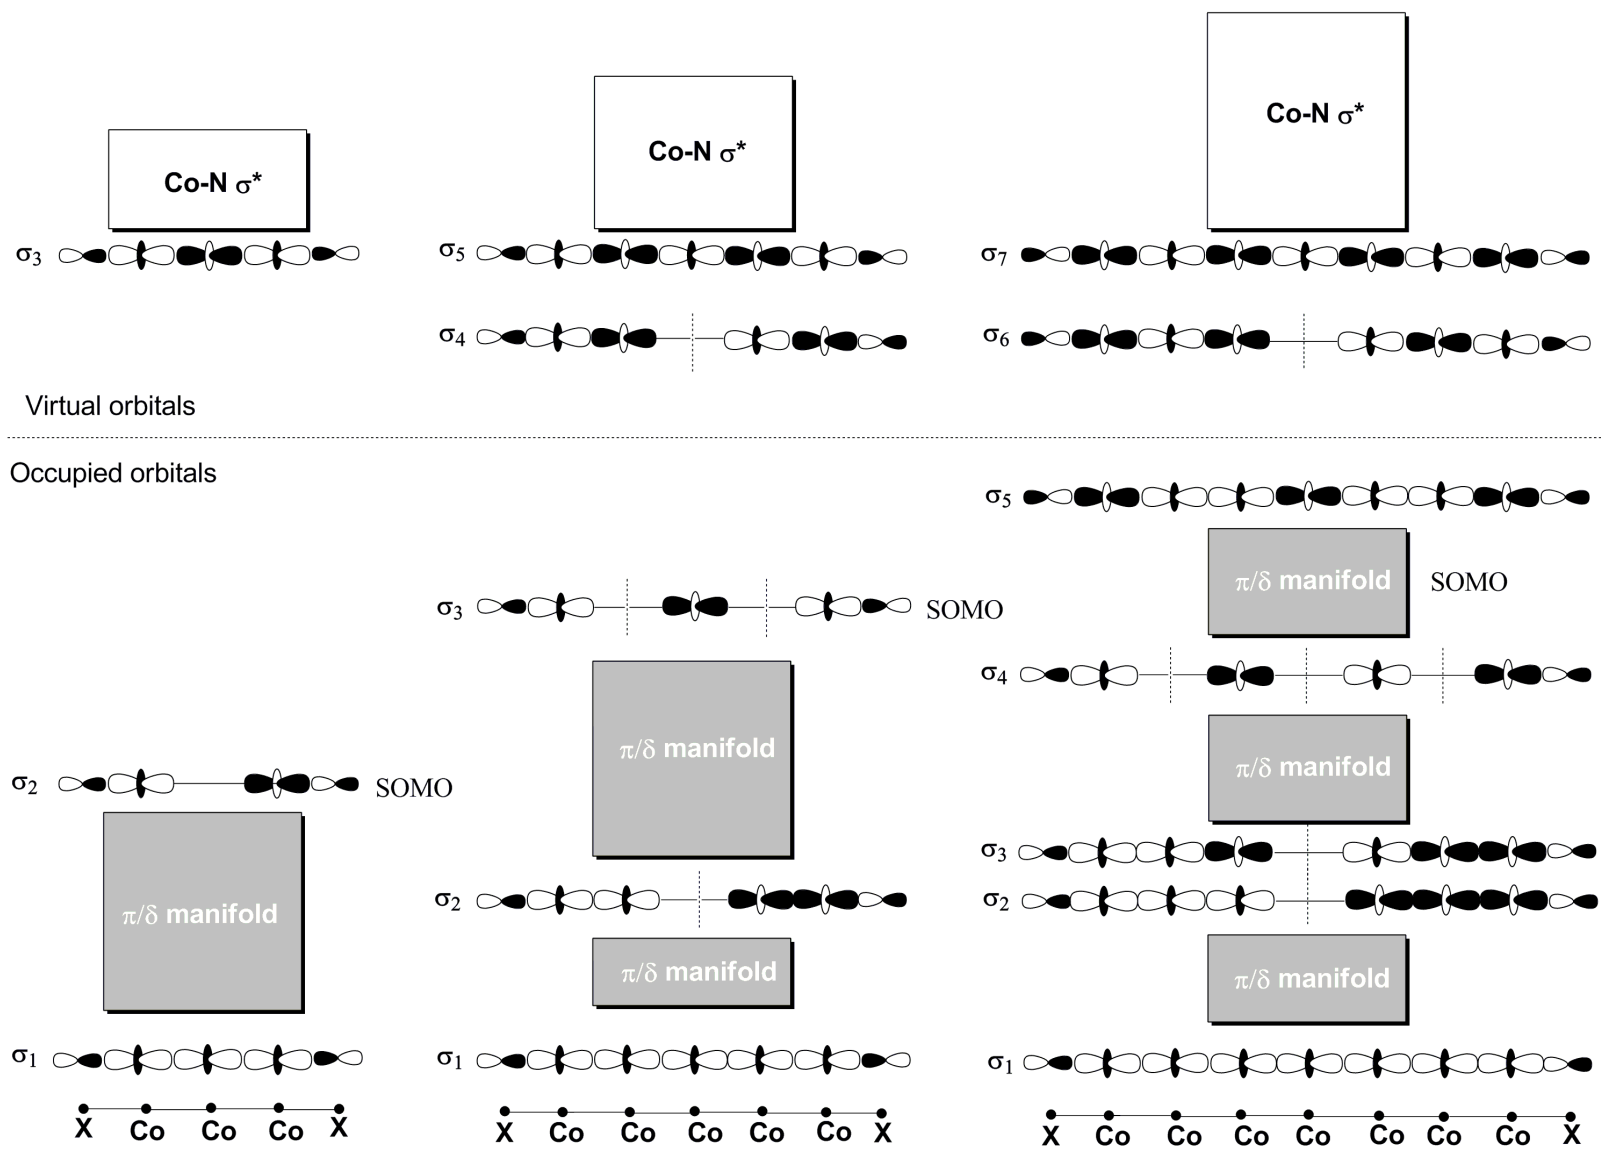 Co-N σ*
Co-N σ*
Co-N σ*
σ3
σ5
σ7
σ4
σ6
Virtual orbitals
Occupied orbitals
σ5
π/δ manifold SOMO
σ3 SOMO
σ4
π/δ manifold
π/δ manifold
σ2 SOMO
σ3
σ2
σ2
π/δ manifold
π/δ manifold
π/δ manifold
σ1
σ1
σ1
X Co Co Co X
X Co Co Co Co Co X
X Co Co Co Co Co Co Co X